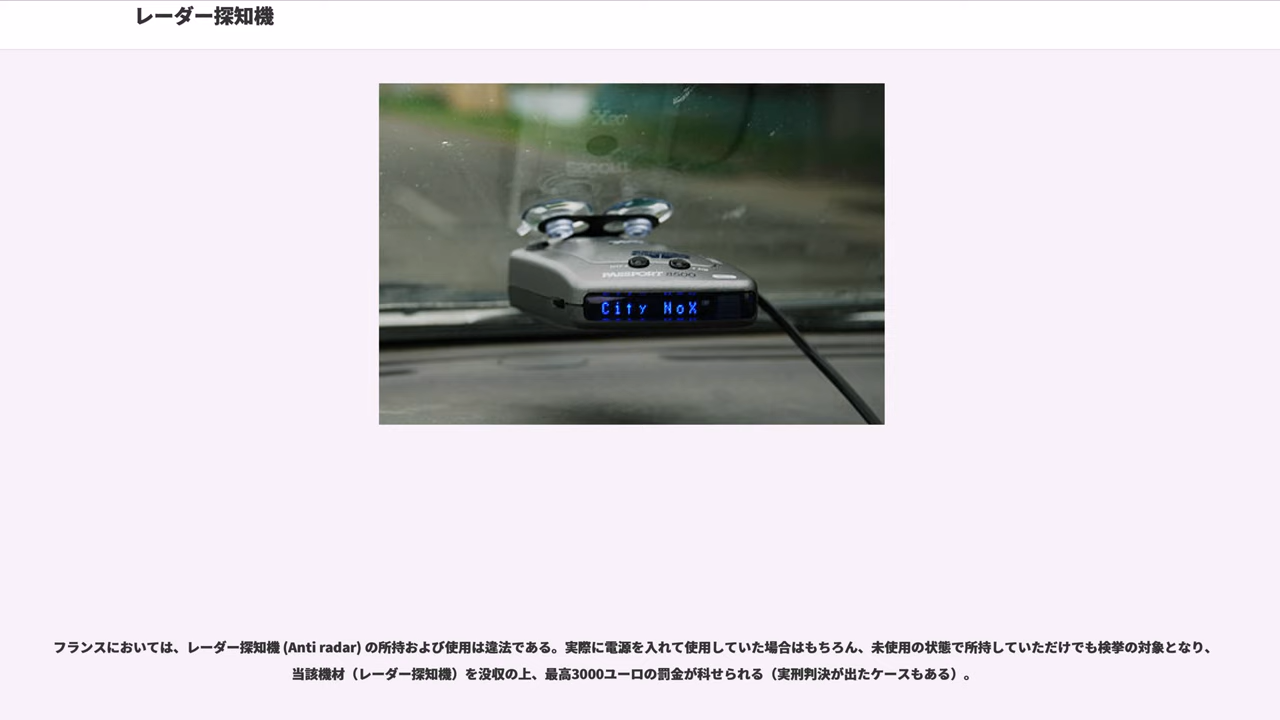 レーダー探知機
PASSPORT 8500
City NoX
フランスにおいては、レーダー探知機 (Anti radar) の所持および使用は違法である。実際に電源を入れて使用していた場合はもちろん、未使用の状態で所持していただけでも検挙の対象となり、
当該機材（レーダー探知機）を没収の上、最高3000ユーロの罰金が科せられる（実刑判決が出たケースもある）。